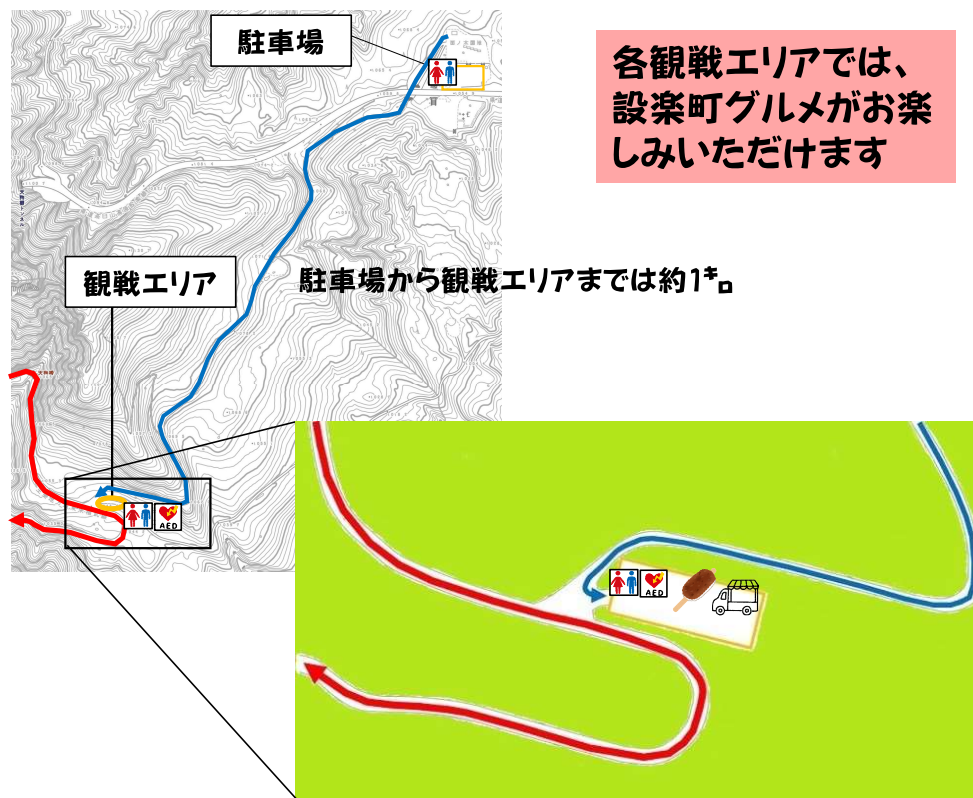 駐車場
各観戦エリアでは、
設楽町グルメがお楽
しみいただけます
観戦エリア
駐車場から観戦エリアまでは約1㌔
AED
AED